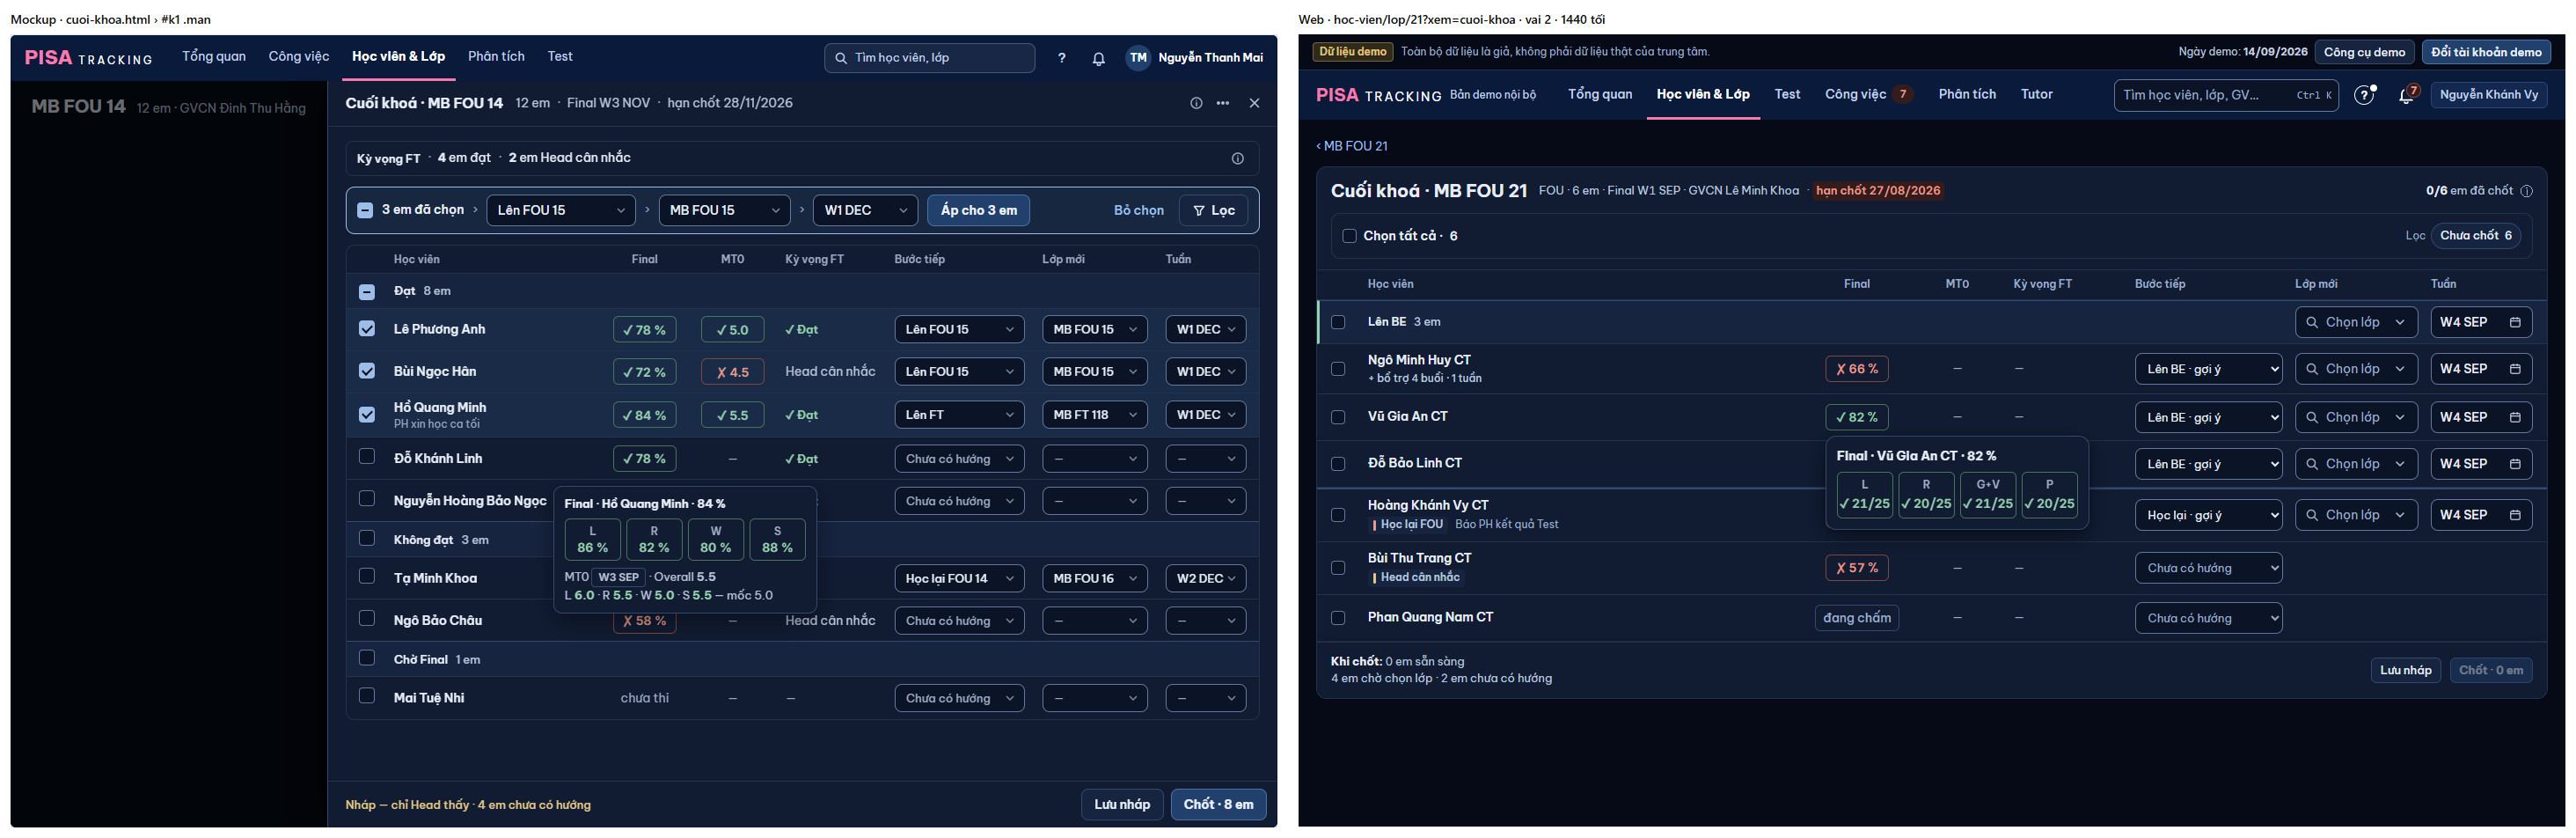 Mockup · cuoi-khoa.html › #k1 .man
PISA TRACKING Tổng quan Công việc Học viên & Lớp Phân tích Test Tìm học viên, lớp ? TM Nguyễn Thanh Mai
MB FOU 14 12 em · GVCN Đinh Thu Hằng
Cuối khoá · MB FOU 14 12 em · Final W3 NOV · hạn chót 28/11/2026
Kỳ vọng FT · 4 em đạt · 2 em Head cân nhắc
3 em đã chọn › Lên FOU 15 › MB FOU 15 › W1 DEC Áp cho 3 em Bỏ chọn Lọc
Học viên Final MT0 Kỳ vọng FT Bước tiếp Lớp mới Tuần
Đạt 8 em
Lê Phương Anh ✓ 78 % ✓ 5.0 ✓ Đạt Lên FOU 15 MB FOU 15 W1 DEC
Bùi Ngọc Hân ✓ 72 % ✗ 4.5 Head cân nhắc Lên FOU 15 MB FOU 15 W1 DEC
Hồ Quang Minh ✓ 84 % ✓ 5.5 ✓ Đạt Lên FT MB FT 118 W1 DEC
PH xin học ca tối
Đỗ Khánh Linh ✓ 78 % — ✓ Đạt Chưa có hướng — —
Nguyễn Hoàng Bảo Ngọc Chưa có hướng — —
Final · Hồ Quang Minh · 84 %
L R W S
86 % 82 % 80 % 88 %
MT0 W3 SEP · Overall 5.5
L 6.0 · R 5.5 · W 5.0 · S 5.5 — mốc 5.0
Không đạt 3 em
Tạ Minh Khoa Học lại FOU 14 MB FOU 16 W2 DEC
Ngô Bảo Châu ✗ 58 % — Head cân nhắc Chưa có hướng — —
Chờ Final 1 em
Mai Tuệ Nhi chưa thi — — Chưa có hướng — —
Nháp — chỉ Head thấy · 4 em chưa có hướng Lưu nháp Chốt · 8 em
Web · hoc-vien/lop/21?xem=cuoi-khoa · vai 2 · 1440 tối
Dữ liệu demo Toàn bộ dữ liệu là giả, không phải dữ liệu thật của trung tâm. Ngày demo: 14/09/2026 Công cụ demo Đổi tài khoản demo
PISA TRACKING Bản demo nội bộ Tổng quan Học viên & Lớp Test Công việc 7 Phân tích Tutor Tìm học viên, lớp, GV... Ctrl K ? 7 Nguyễn Khánh Vy
‹ MB FOU 21
Cuối khoá · MB FOU 21 FOU · 6 em · Final W1 SEP · GVCN Lê Minh Khoa · hạn chót 27/08/2026 0/6 em đã chốt
Chọn tất cả · 6 Lọc Chưa chốt 6
Học viên Final MT0 Kỳ vọng FT Bước tiếp Lớp mới Tuần
Lên BE 3 em Chọn lớp W4 SEP
Ngô Minh Huy CT ✗ 66 % — — Lên BE · gợi ý Chọn lớp W4 SEP
+ bổ trợ 4 buổi · 1 tuần
Vũ Gia An CT ✓ 82 % — — Lên BE · gợi ý Chọn lớp W4 SEP
Đỗ Bảo Linh CT Lên BE · gợi ý Chọn lớp W4 SEP
Final · Vũ Gia An CT · 82 %
L R G+V P
✓ 21/25 ✓ 20/25 ✓ 21/25 ✓ 20/25
Hoàng Khánh Vy CT Học lại · gợi ý Chọn lớp W4 SEP
Học lại FOU Báo PH kết quả Test
Bùi Thu Trang CT ✗ 57 % — — Chưa có hướng
Head cân nhắc
Phan Quang Nam CT đang chấm — — Chưa có hướng
Khi chốt: 0 em sẵn sàng
4 em chờ chọn lớp · 2 em chưa có hướng Lưu nháp Chốt · 0 em